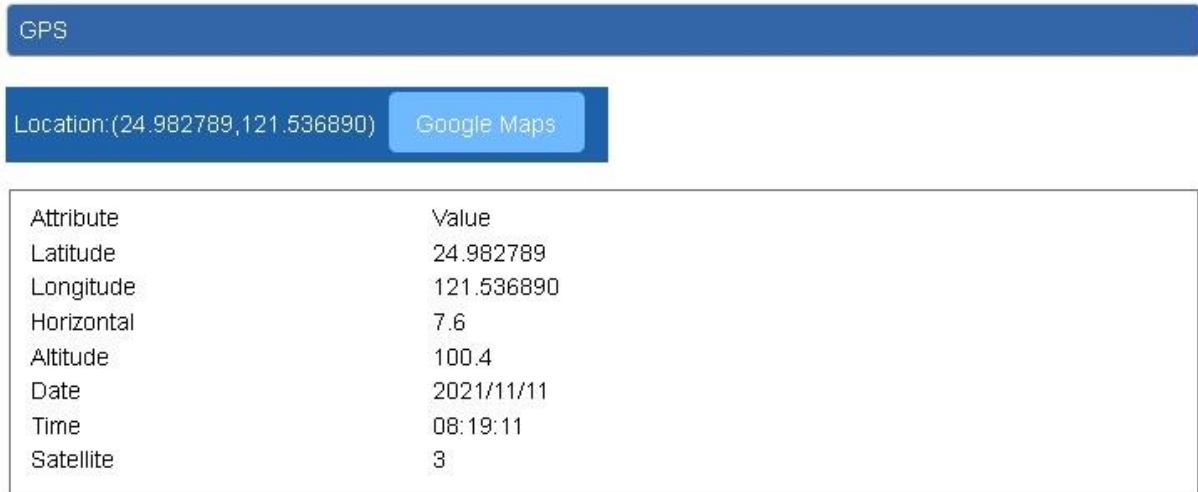 GPS
Location:(24.982789,121.536890) Google Maps
Attribute Value
Latitude 24.982789
Longitude 121.536890
Horizontal 7.6
Altitude 100.4
Date 2021/11/11
Time 08:19:11
Satellite 3